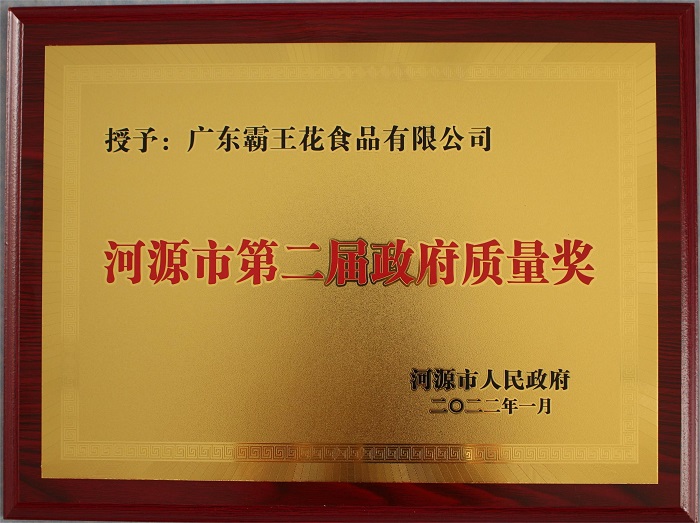 授予：广东霸王花食品有限公司
河源市第二届政府质量奖
河源市人民政府
二〇二二年一月